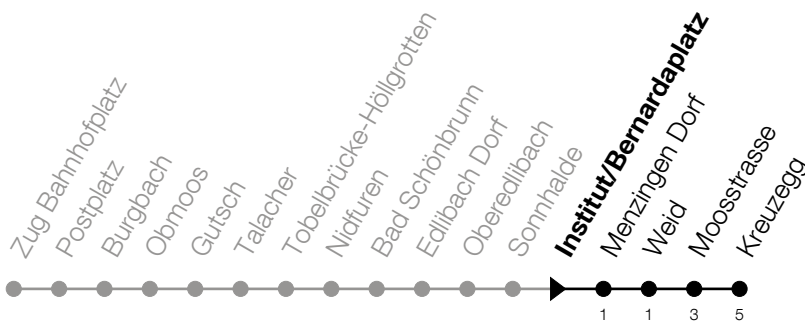 Zug Bahnhofplatz
Postplatz
Burgbach
Obmoos
Gutsch
Talacher
Tobelbrücke-Höllgrotten
Nidfuren
Bad Schönbrunn
Edlibach Dorf
Oberedlibach
Sonnhalde
Institut/Bernardaplatz
Menzingen Dorf
Weid
Moosstrasse
Kreuzegg
1 1 3 5